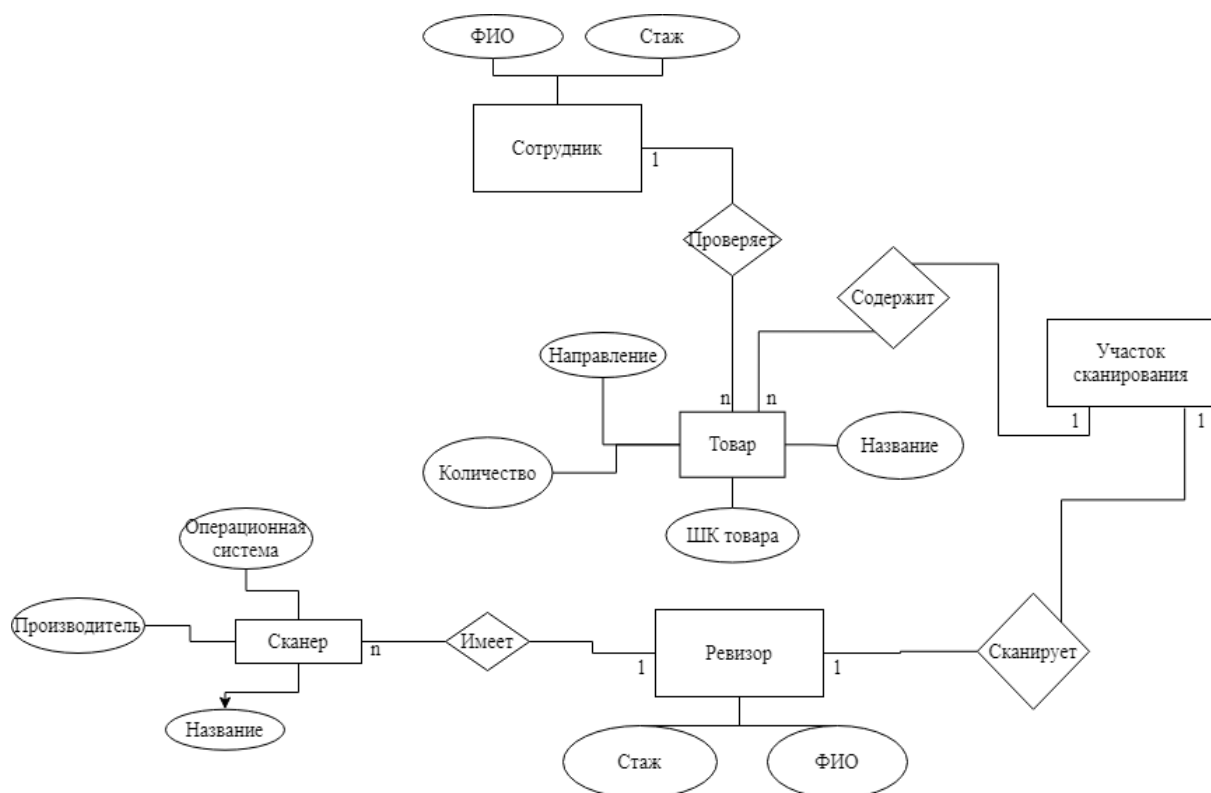 ФИО
Стаж
Сотрудник
1
Проверяет
Содержит
Участок
сканирования
Направление
n
n
1
1
Количество
Товар
Название
ШК товара
Операционная
система
Производитель
Сканер
n
Имеет
1
Ревизор
1
Сканирует
Название
Стаж
ФИО